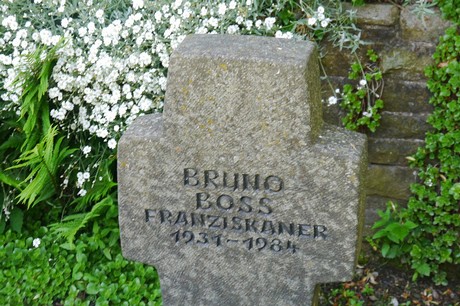 BRUNO
BOSS
FRANZISKANER
1931-1984